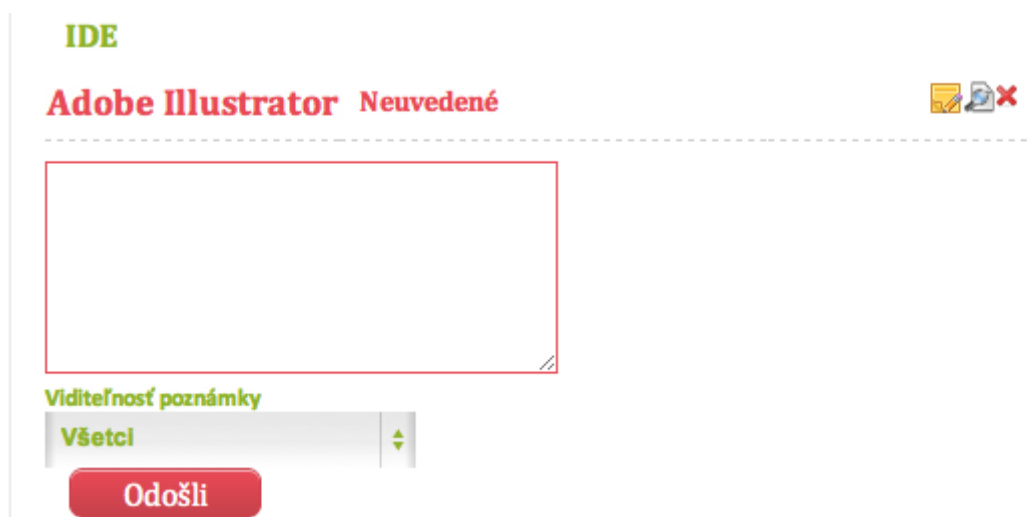 IDE
Adobe Illustrator Neuvedené
Viditeľnosť poznámky
Všetci
Odošli